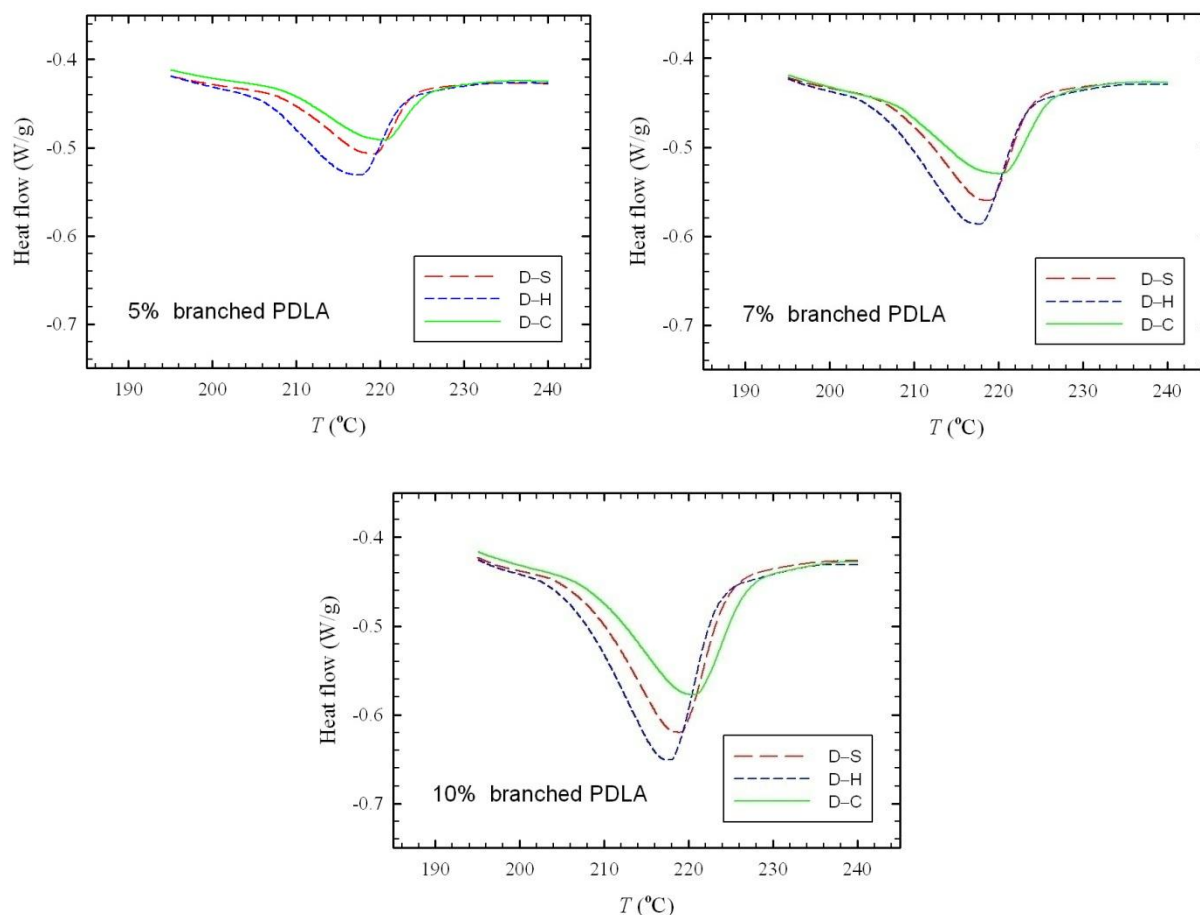 -0.4
-0.5
-0.6
-0.7
Heat flow (W/g)
D–S
D–H
D–C
5% branched PDLA
190 200 210 220 230 240
T (°C)
-0.4
-0.5
-0.6
-0.7
Heat flow (W/g)
D–S
D–H
D–C
7% branched PDLA
190 200 210 220 230 240
T (°C)
-0.4
-0.5
-0.6
-0.7
Heat flow (W/g)
D–S
D–H
D–C
10% branched PDLA
190 200 210 220 230 240
T (°C)